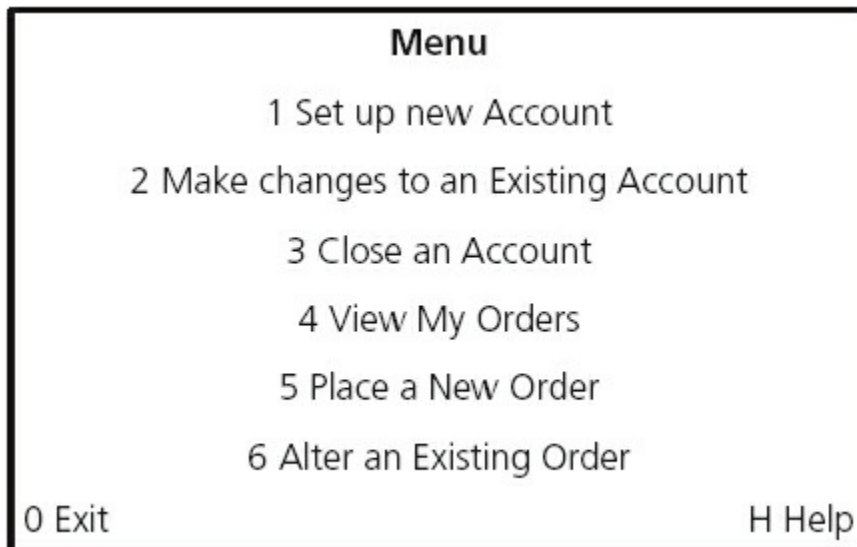 Menu
1 Set up new Account
2 Make changes to an Existing Account
3 Close an Account
4 View My Orders
5 Place a New Order
6 Alter an Existing Order
0 Exit H Help